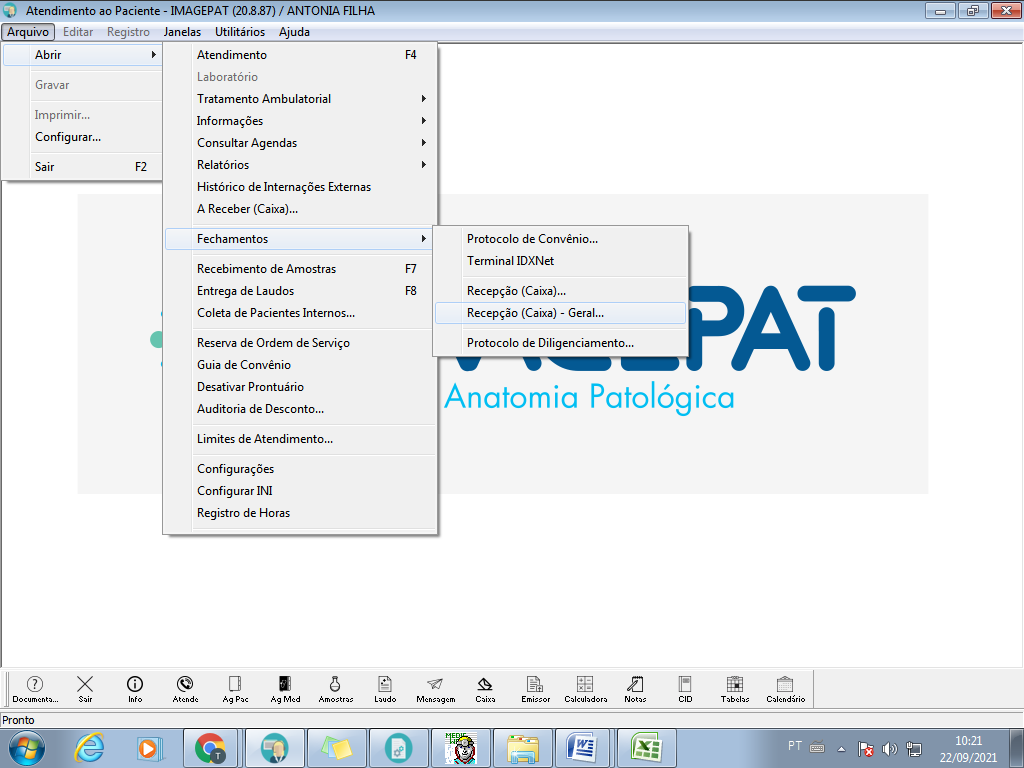 Atendimento ao Paciente - IMAGEPAT (20.8.87) / ANTONIA FILHA
Arquivo Editar Registro Janelas Utilitários Ajuda
Abrir
Gravar
Imprimir...
Configurar...
Sair F2
Atendimento F4
Laboratório
Tratamento Ambulatorial
Informações
Consultar Agendas
Relatórios
Histórico de Internações Externas
A Receber (Caixa)...
Fechamentos
Recebimento de Amostras F7
Entrega de Laudos F8
Coleta de Pacientes Internos...
Reserva de Ordem de Serviço
Guia de Convênio
Desativar Prontuário
Auditoria de Desconto...
Limites de Atendimento...
Configurações
Configurar INI
Registro de Horas
Protocolo de Convênio...
Terminal IDXNet
Recepção (Caixa)...
Recepção (Caixa) - Geral...
Protocolo de Diligenciamento...
PAT
Anatomia Patológica
Documenta... Sair Info Atende Ag Pac Ag Med Amostras Laudo Mensagem Caixa Emissor Calculadora Notas CID Tabelas Calendário
Pronto
PT
10:21
22/09/2021